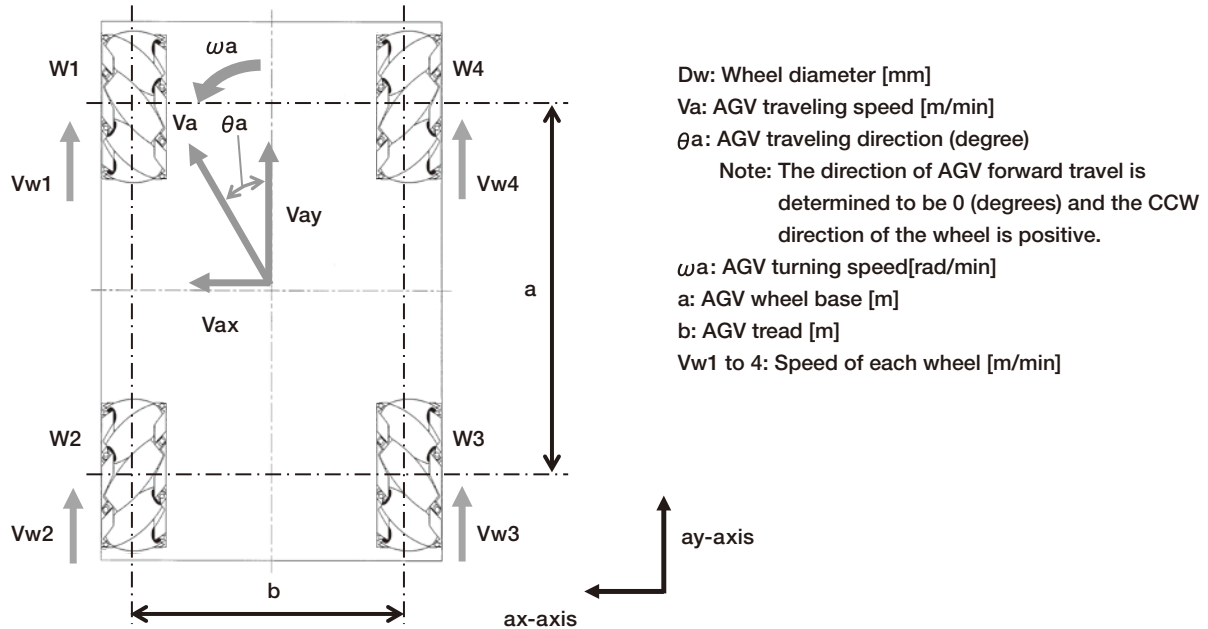 ωa
W1
W4
Va
θa
Vw1
Vw4
Vay
a
Vax
W2
W3
Vw2
Vw3
b
ay-axis
ax-axis
Dw: Wheel diameter [mm]
Va: AGV traveling speed [m/min]
θa: AGV traveling direction (degree)
Note: The direction of AGV forward travel is
determined to be 0 (degrees) and the CCW
direction of the wheel is positive.
ωa: AGV turning speed[rad/min]
a: AGV wheel base [m]
b: AGV tread [m]
Vw1 to 4: Speed of each wheel [m/min]